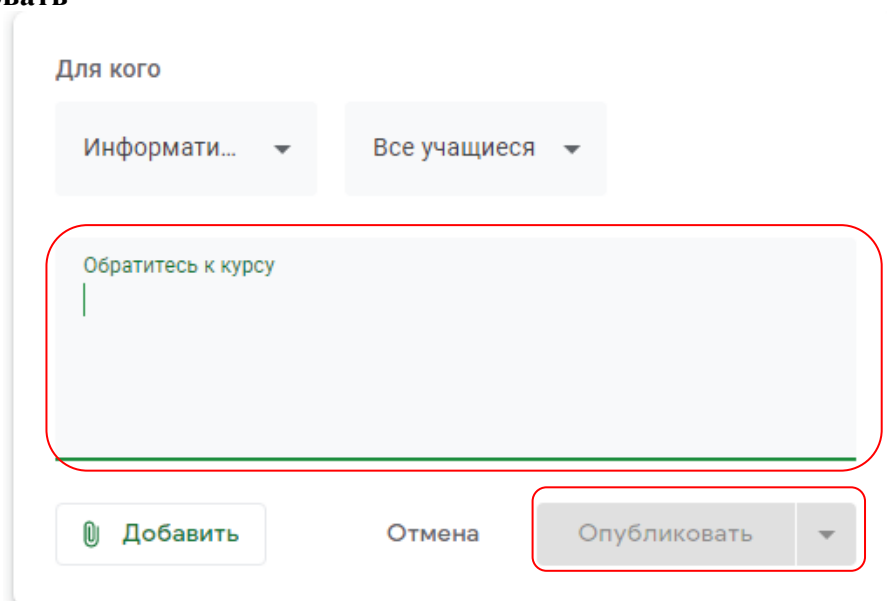 Для кого
Информати... Все учащиеся
Обратитесь к курсу
Добавить Отмена Опубликовать